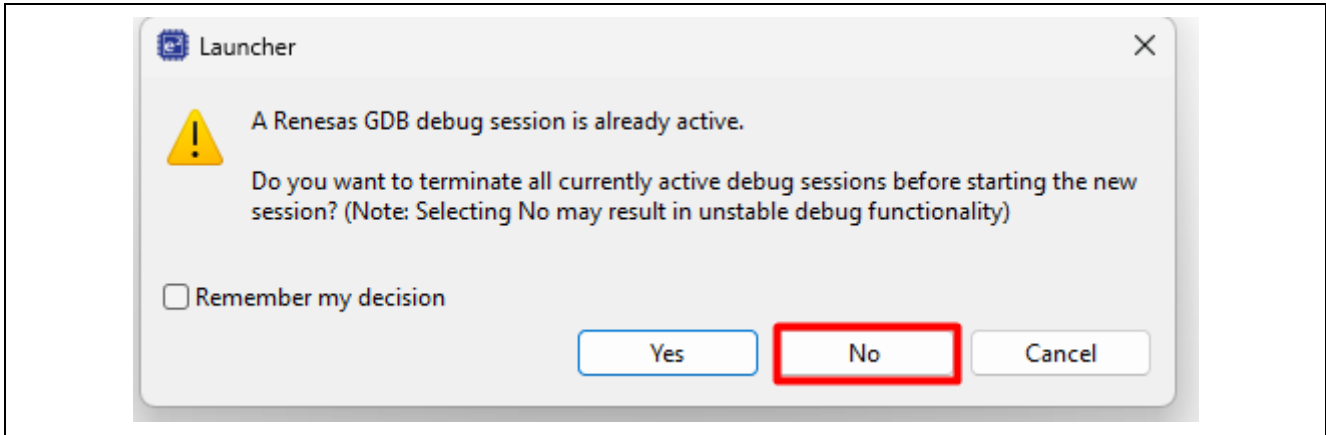 Launcher
A Renesas GDB debug session is already active.
Do you want to terminate all currently active debug sessions before starting the new
session? (Note: Selecting No may result in unstable debug functionality)
Remember my decision
Yes No Cancel